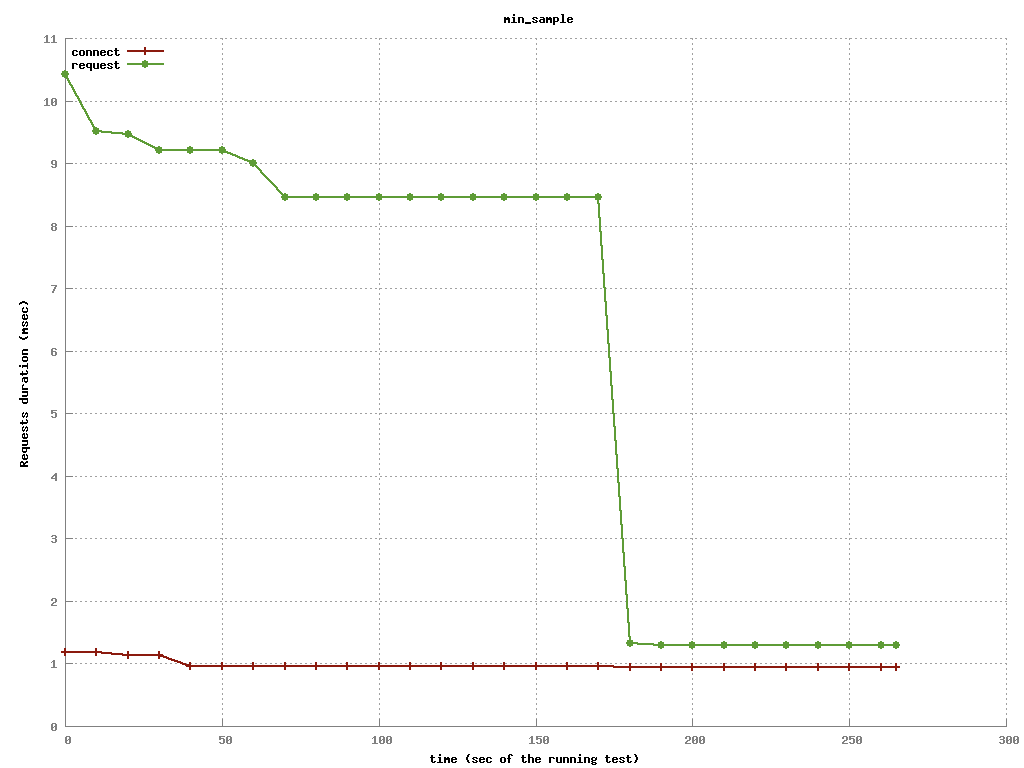 min_sample
connect
request
11
10
9
8
7
6
5
4
3
2
1
0
Requests duration (msec)
0 50 100 150 200 250 300
time (sec of the running test)